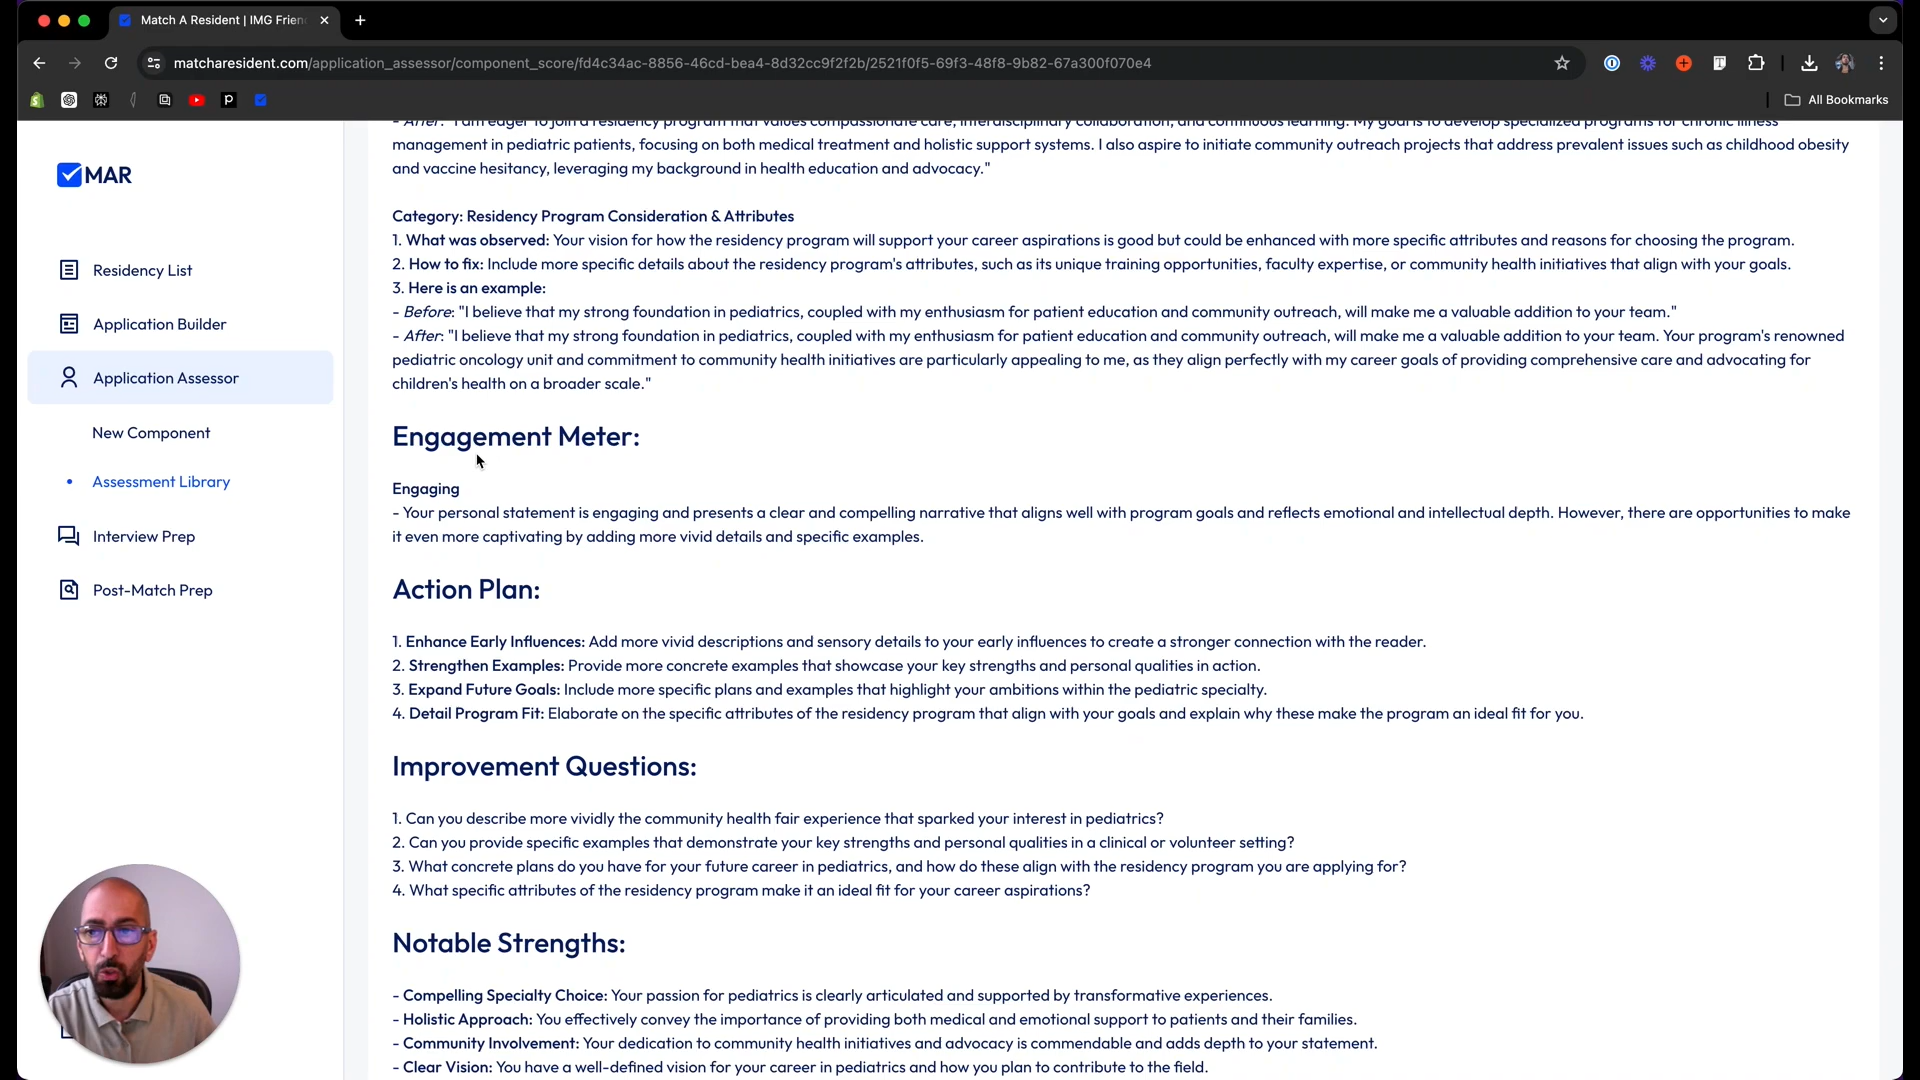 Match A Resident | IMG Frien
matcharesident.com/application_assessor/component_score/fd4c34ac-8856-46cd-bea4-8d32cc9f2f2b/2521f0f5-69f3-48f8-9b82-67a300f070e4
All Bookmarks
MAR
Residency List
Application Builder
Application Assessor
New Component
Assessment Library
Interview Prep
Post-Match Prep
- After: "I am eager to join a residency program that values compassionate care, interdisciplinary collaboration, and continuous learning. My goal is to develop specialized programs for chronic illness
management in pediatric patients, focusing on both medical treatment and holistic support systems. I also aspire to initiate community outreach projects that address prevalent issues such as childhood obesity
and vaccine hesitancy, leveraging my background in health education and advocacy."
Category: Residency Program Consideration & Attributes
1. What was observed: Your vision for how the residency program will support your career aspirations is good but could be enhanced with more specific attributes and reasons for choosing the program.
2. How to fix: Include more specific details about the residency program's attributes, such as its unique training opportunities, faculty expertise, or community health initiatives that align with your goals.
3. Here is an example:
- Before: "I believe that my strong foundation in pediatrics, coupled with my enthusiasm for patient education and community outreach, will make me a valuable addition to your team."
- After: "I believe that my strong foundation in pediatrics, coupled with my enthusiasm for patient education and community outreach, will make me a valuable addition to your team. Your program's renowned
pediatric oncology unit and commitment to community health initiatives are particularly appealing to me, as they align perfectly with my career goals of providing comprehensive care and advocating for
children's health on a broader scale."
Engagement Meter:
Engaging
- Your personal statement is engaging and presents a clear and compelling narrative that aligns well with program goals and reflects emotional and intellectual depth. However, there are opportunities to make
it even more captivating by adding more vivid details and specific examples.
Action Plan:
1. Enhance Early Influences: Add more vivid descriptions and sensory details to your early influences to create a stronger connection with the reader.
2. Strengthen Examples: Provide more concrete examples that showcase your key strengths and personal qualities in action.
3. Expand Future Goals: Include more specific plans and examples that highlight your ambitions within the pediatric specialty.
4. Detail Program Fit: Elaborate on the specific attributes of the residency program that align with your goals and explain why these make the program an ideal fit for you.
Improvement Questions:
1. Can you describe more vividly the community health fair experience that sparked your interest in pediatrics?
2. Can you provide specific examples that demonstrate your key strengths and personal qualities in a clinical or volunteer setting?
3. What concrete plans do you have for your future career in pediatrics, and how do these align with the residency program you are applying for?
4. What specific attributes of the residency program make it an ideal fit for your career aspirations?
Notable Strengths:
- Compelling Specialty Choice: Your passion for pediatrics is clearly articulated and supported by transformative experiences.
- Holistic Approach: You effectively convey the importance of providing both medical and emotional support to patients and their families.
- Community Involvement: Your dedication to community health initiatives and advocacy is commendable and adds depth to your statement.
- Clear Vision: You have a well-defined vision for your career in pediatrics and how you plan to contribute to the field.